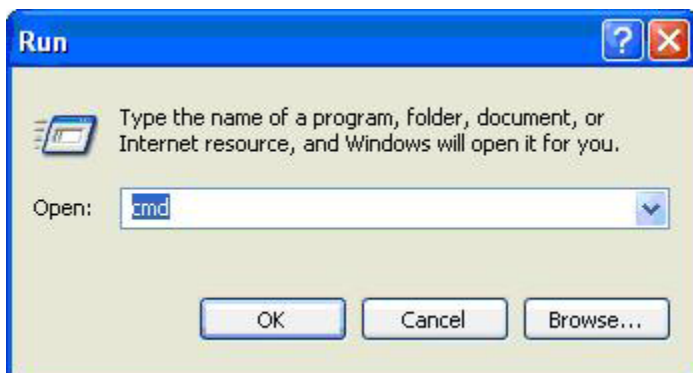 Run
Type the name of a program, folder, document, or
Internet resource, and Windows will open it for you.
Open: cmd
OK Cancel Browse...